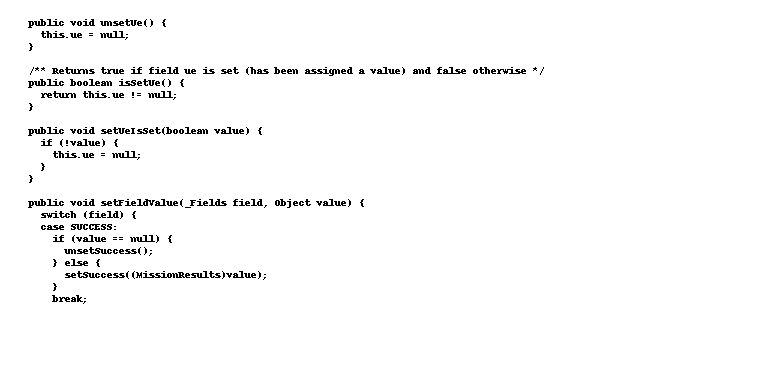 public void unsetUe() {
this.ue = null;
}
/** Returns true if field ue is set (has been assigned a value) and false otherwise */
public boolean isSetUe() {
return this.ue != null;
}
public void setUeIsSet(boolean value) {
if (!value) {
this.ue = null;
}
}
public void setFieldValue(_Fields field, Object value) {
switch (field) {
case SUCCESS:
if (value == null) {
unsetSuccess();
} else {
setSuccess((MissionResults)value);
}
break;